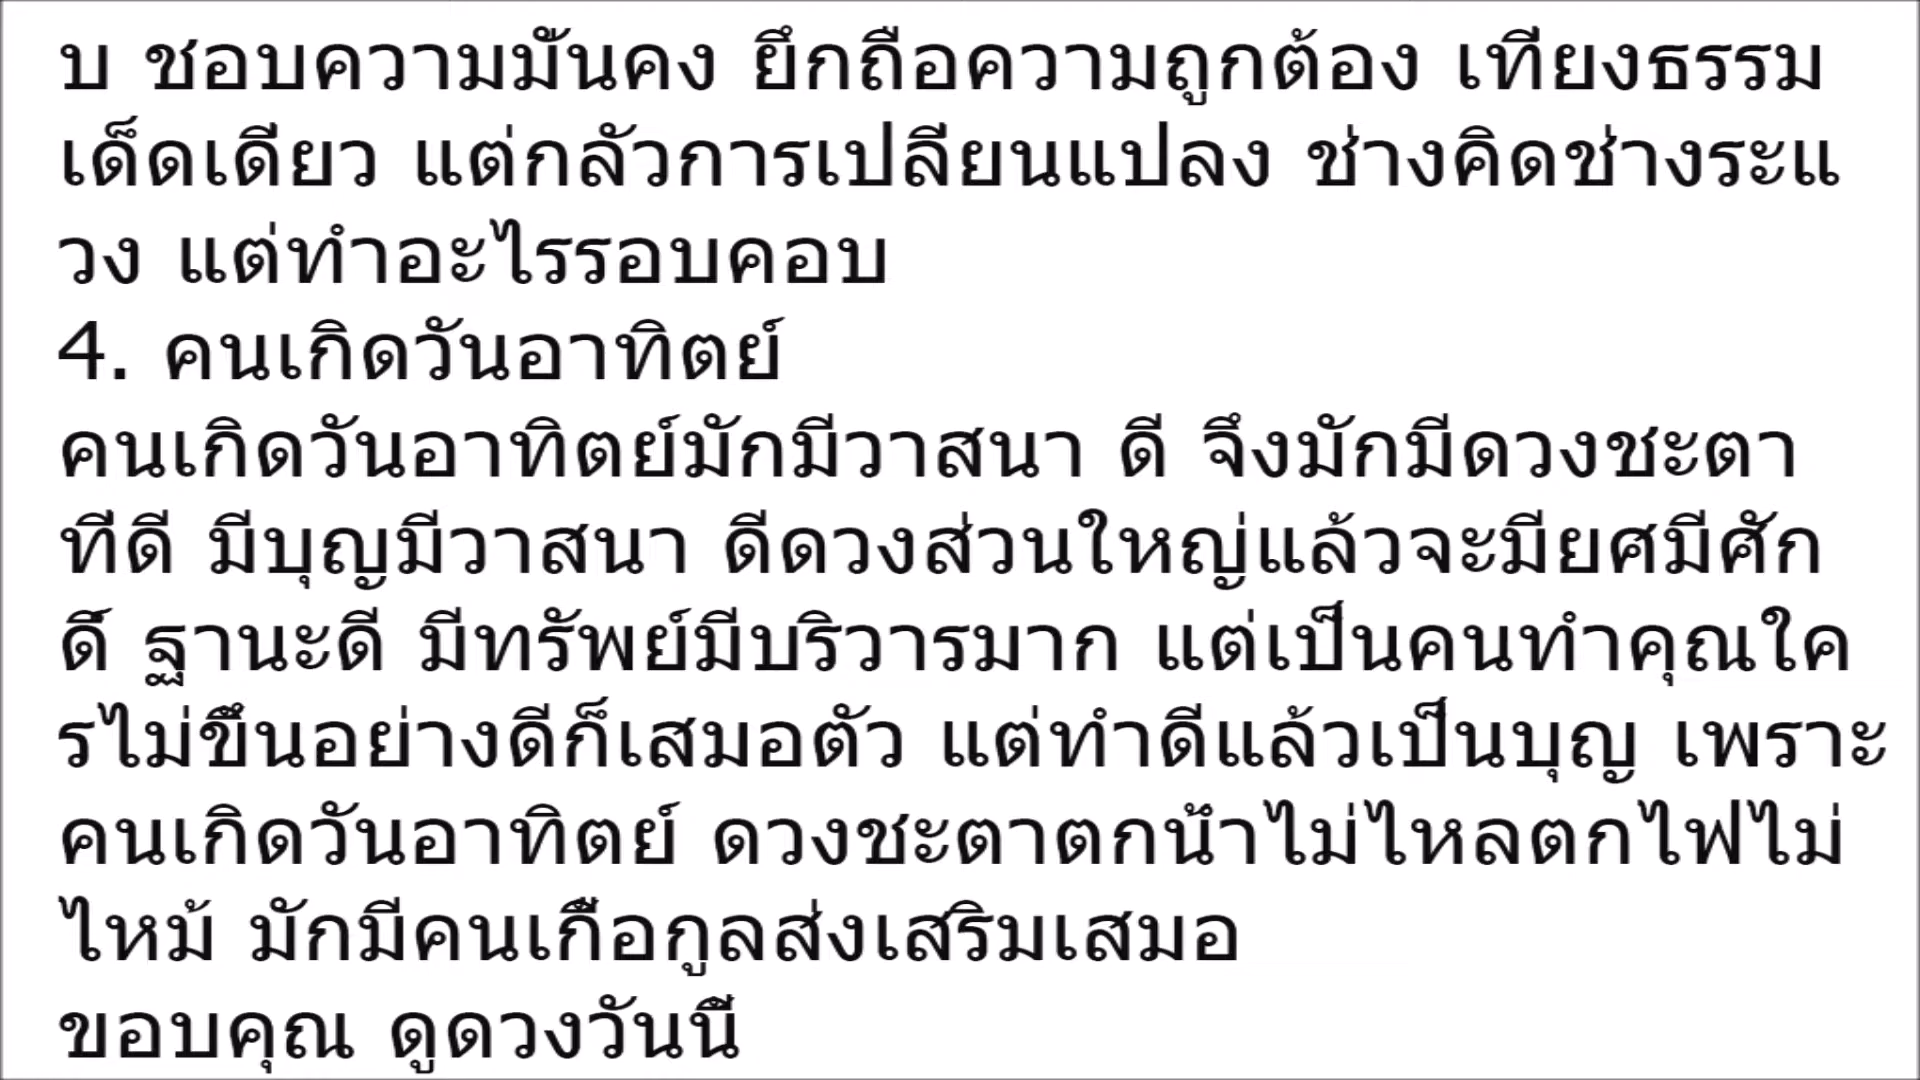 บ ชอบความมั่นคง ยึกถือความถูกต้อง เที่ยงธรรม
เด็ดเดี่ยว แต่กลัวการเปลี่ยนแปลง ช่างคิดช่างระแ
วง แต่ทำอะไรรอบคอบ
4. คนเกิดวันอาทิตย์
คนเกิดวันอาทิตย์มักมีวาสนา ดี จึงมักมีดวงชะตา
ที่ดี มีบุญมีวาสนา ดีดวงส่วนใหญ่แล้วจะมียศมีศัก
ดิ์ ฐานะดี มีทรัพย์มีบริวารมาก แต่เป็นคนทำคุณใค
รไม่ขึ้นอย่างดีก็เสมอตัว แต่ทำดีแล้วเป็นบุญ เพราะ
คนเกิดวันอาทิตย์ ดวงชะตาตกน้ำไม่ไหลตกไฟไม่
ไหม้ มักมีคนเกื้อกูลส่งเสริมเสมอ
ขอบคุณ ดูดวงวันนี้